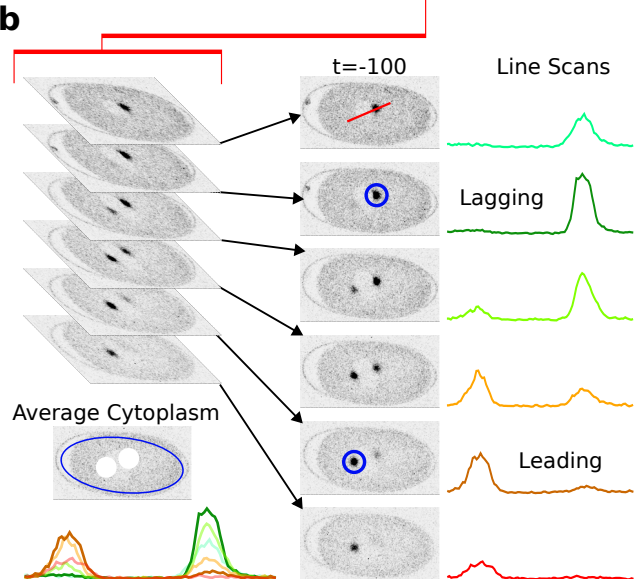 b
t=-100
Line Scans
Lagging
Average Cytoplasm
Leading